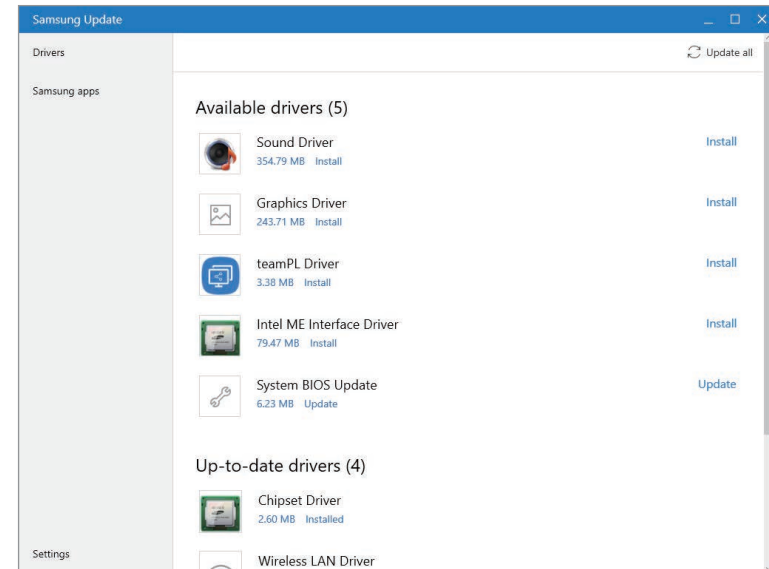 Samsung Update
Drivers
Update all
Samsung apps
Available drivers (5)
Sound Driver
Install
354.79 MB Install
Graphics Driver
Install
243.71 MB Install
teamPL Driver
Install
3.38 MB Install
Intel ME Interface Driver
Install
79.47 MB Install
System BIOS Update
Update
6.23 MB Update
Up-to-date drivers (4)
Chipset Driver
2.60 MB Installed
Settings
Wireless LAN Driver